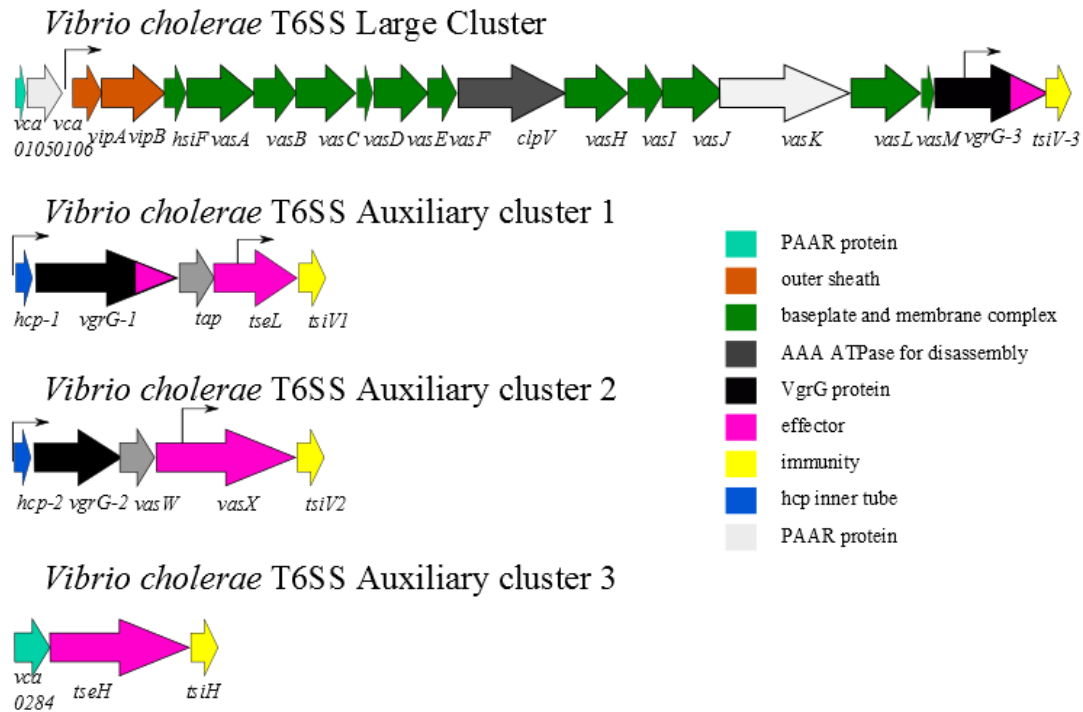 Vibrio cholerae T6SS Large Cluster
vca 0105 vca 0106 vipA vipB hsiF vasA vasB vasC vasD vasE vasF clpV vasH vasI vasJ vasK vasL vasM vgrG-3 tsiV-3
Vibrio cholerae T6SS Auxiliary cluster 1
hcp-1 vgrG-1 tap tseL tsiV1
Vibrio cholerae T6SS Auxiliary cluster 2
hcp-2 vgrG-2 vasW vasX tsiV2
Vibrio cholerae T6SS Auxiliary cluster 3
vca 0284 tseH tsiH
PAAR protein
outer sheath
baseplate and membrane complex
AAA ATPase for disassembly
VgrG protein
effector
immunity
hcp inner tube
PAAR protein